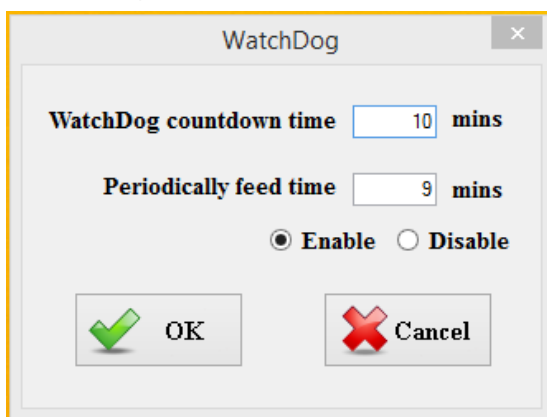 WatchDog
WatchDog countdown time 10 mins
Periodically feed time 9 mins
Enable Disable
OK Cancel